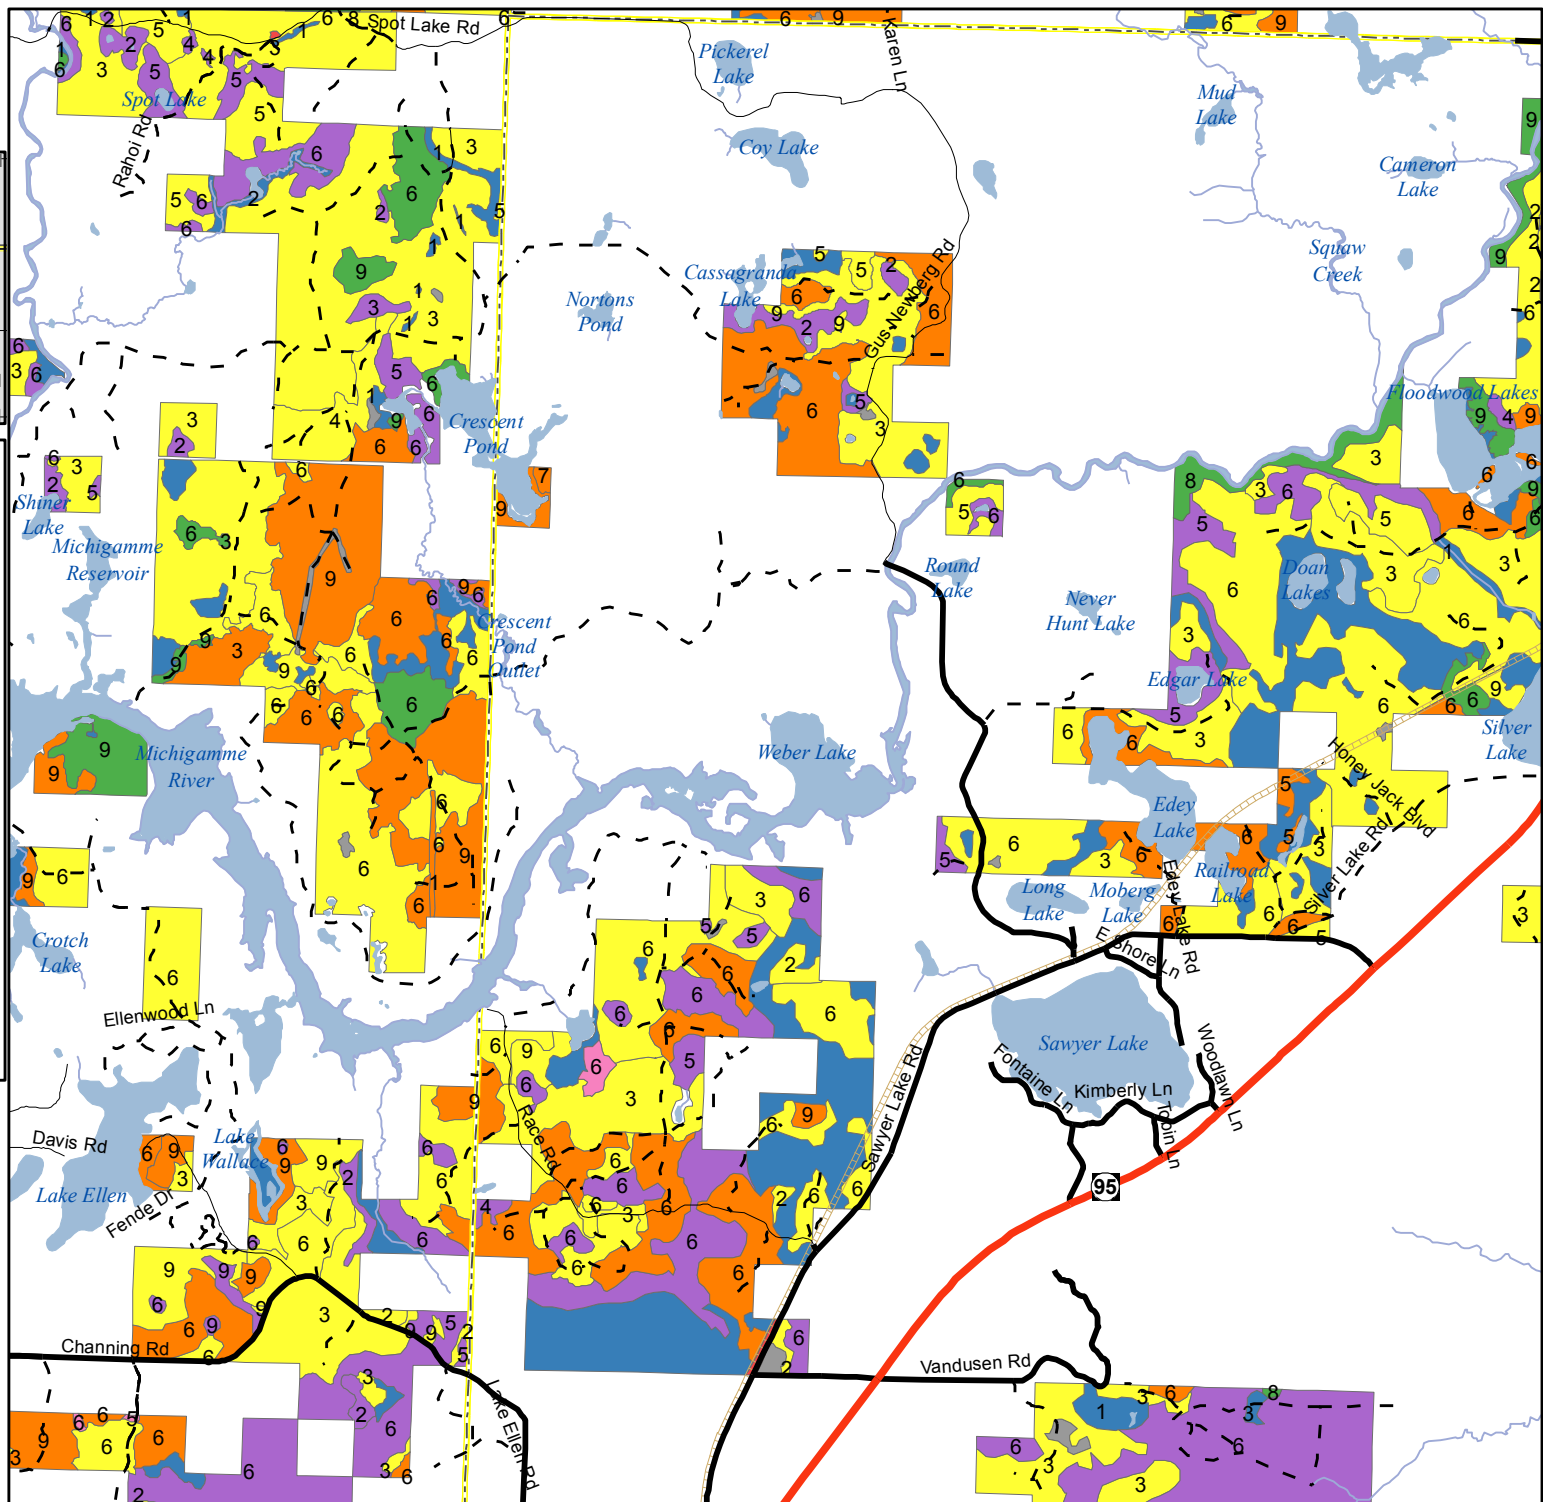 Spot Lake Rd
Karen Ln
Pickerel
Lake
Mud
Lake
Spot Lake
Rahoi Rd
Coy Lake
Cameron
Lake
Squaw
Creek
Cassagranda
Lake
Gus-Newberg Rd
Nortons
Pond
Floodwood Lakes
Crescent
Pond
Shiner
Lake
Michigamme
Reservoir
Round
Lake
Doan
Lakes
Never
Hunt Lake
Crescent
Pond
Outlet
Edgar Lake
Michigamme
River
Weber Lake
Silver
Lake
Honey Jack Blvd
Edey
Lake
Silver Lake Rd
Railroad
Lake
Long
Lake
Moberg
Lake
Edey Lake Rd
Crotch
Lake
E Shore Ln
Ellenwood Ln
Sawyer Lake
Woodlawn Ln
Fontaine Ln
Kimberly Ln
Tobin Ln
Sawyer Lake Rd
Race Rd
Davis Rd
Lake
Wallace
Lake Ellen
Fende Dr
95
Channing Rd
Vandusen Rd
Lake Ellen Rd